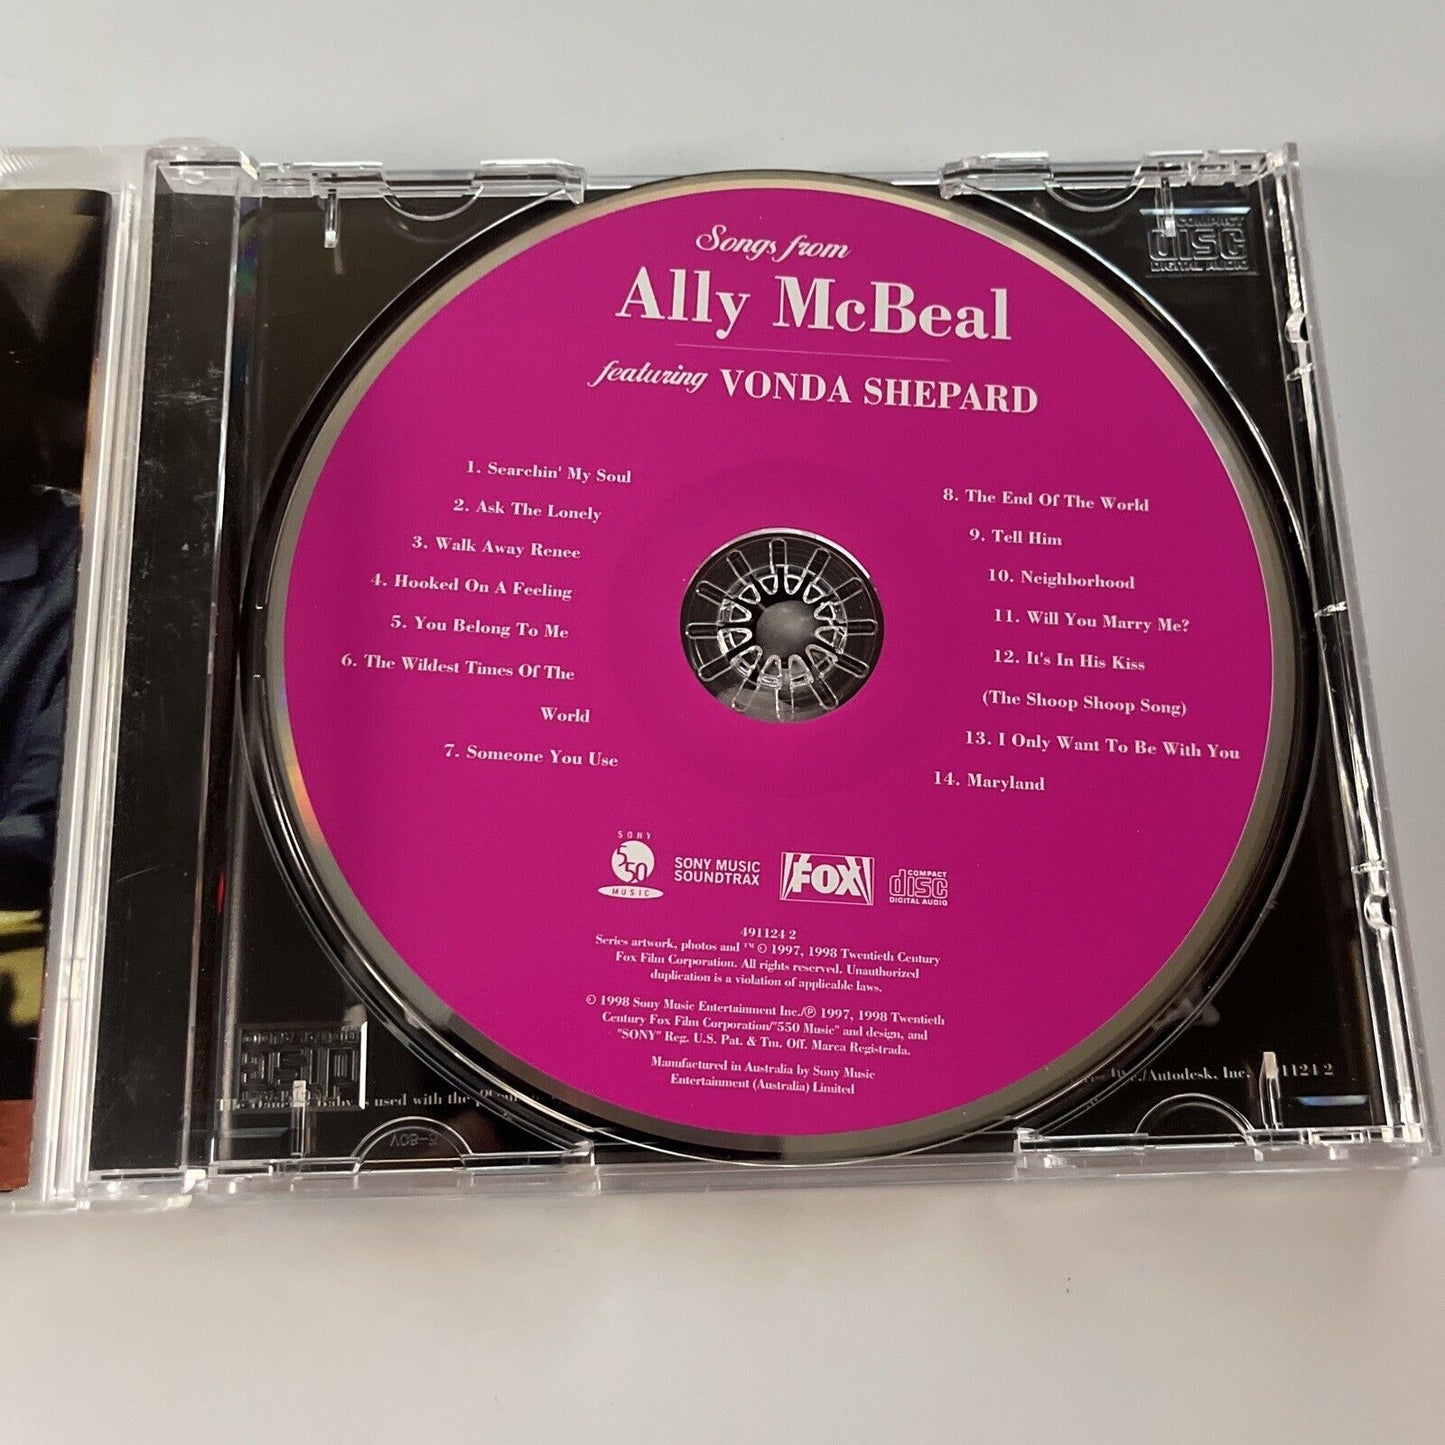 Songs from
Ally McBeal
featuring VONDA SHEPARD
1. Searchin' My Soul
2. Ask The Lonely
3. Walk Away Renee
4. Hooked On A Feeling
5. You Belong To Me
6. The Wildest Times Of The
World
7. Someone You Use
8. The End Of The World
9. Tell Him
10. Neighborhood
11. Will You Marry Me?
12. It's In His Kiss
(The Shoop Shoop Song)
13. I Only Want To Be With You
14. Maryland
SONY
550
MUSIC
SONY MUSIC
SOUNDTRAX
FOX
COMPACT
disc
DIGITAL AUDIO
491124 2
Series artwork, photos and ™ © 1997, 1998 Twentieth Century
Fox Film Corporation. All rights reserved. Unauthorized
duplication is a violation of applicable laws.
© 1998 Sony Music Entertainment Inc./℗ 1997, 1998 Twentieth
Century Fox Film Corporation/"550 Music" and design, and
"SONY" Reg. U.S. Pat. & Tm. Off. Marca Registrada.
Manufactured in Australia by Sony Music
Entertainment (Australia) Limited
COMPACT
disc
DIGITAL AUDIO
used with the
Inc./Autodesk, Inc.